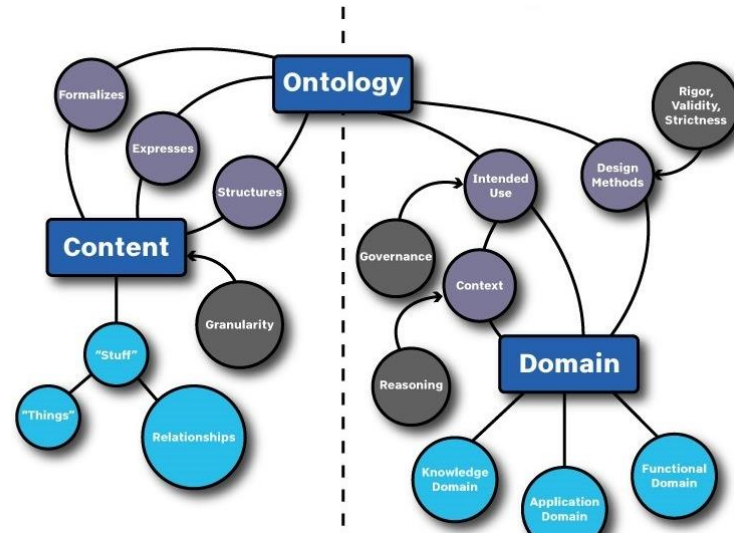 Ontology
Formalizes
Expresses
Structures
Content
Granularity
"Stuff"
"Things"
Relationships
Rigor,
Validity,
Strictness
Design
Methods
Intended
Use
Governance
Context
Reasoning
Domain
Knowledge
Domain
Application
Domain
Functional
Domain